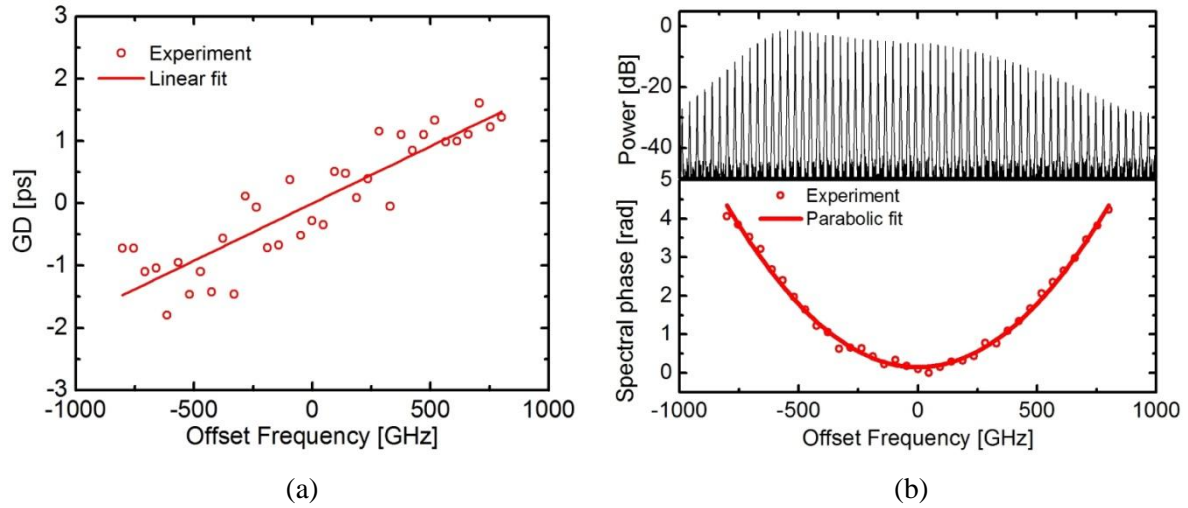 3
2
1
0
-1
-2
-3
GD [ps]
Experiment
Linear fit
-1000 -500 0 500 1000
Offset Frequency [GHz]
(a)
0
-20
-40
Power [dB]
5
4
3
2
1
0
Spectral phase [rad]
Experiment
Parabolic fit
-1000 -500 0 500 1000
Offset Frequency [GHz]
(b)